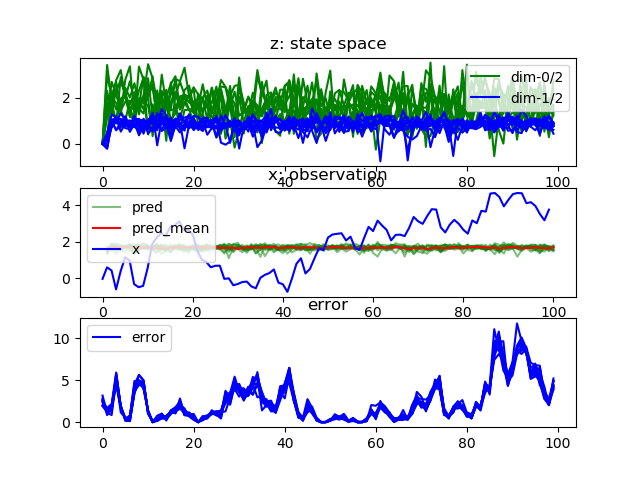 z: state space
2
0
dim-0/2
dim-1/2
0 20 40 60 80 100
x: observation
4
2
0
pred
pred_mean
x
0 20 40 60 80 100
error
10
5
0
error
0 20 40 60 80 100